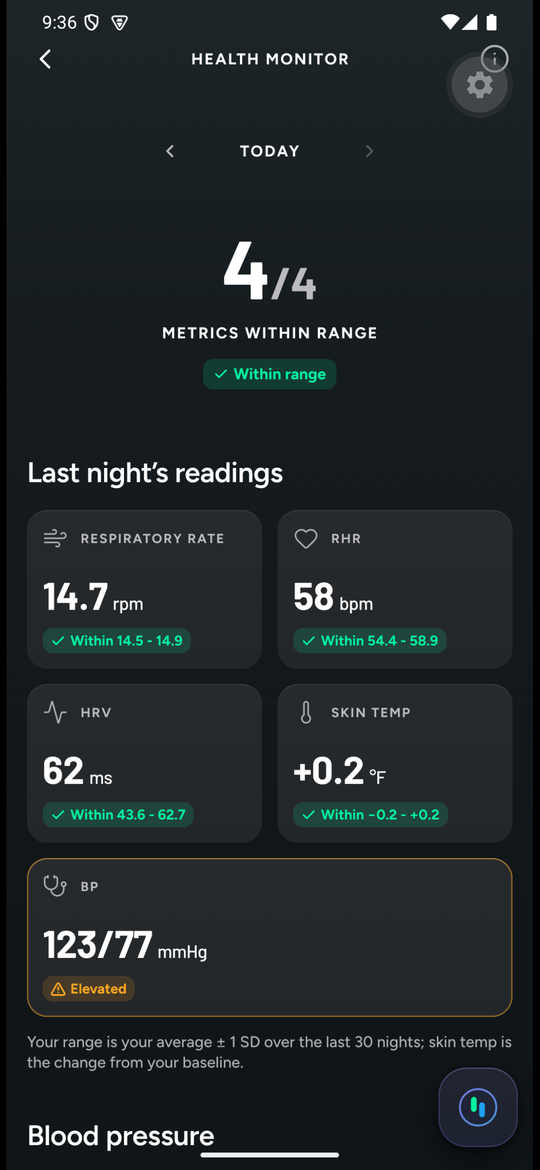 9:36
HEALTH MONITOR
TODAY
4/4
METRICS WITHIN RANGE
Within range
Last night’s readings
RESPIRATORY RATE
14.7 rpm
Within 14.5 - 14.9
RHR
58 bpm
Within 54.4 - 58.9
HRV
62 ms
Within 43.6 - 62.7
SKIN TEMP
+0.2 °F
Within −0.2 - +0.2
BP
123/77 mmHg
Elevated
Your range is your average ± 1 SD over the last 30 nights; skin temp is
the change from your baseline.
Blood pressure